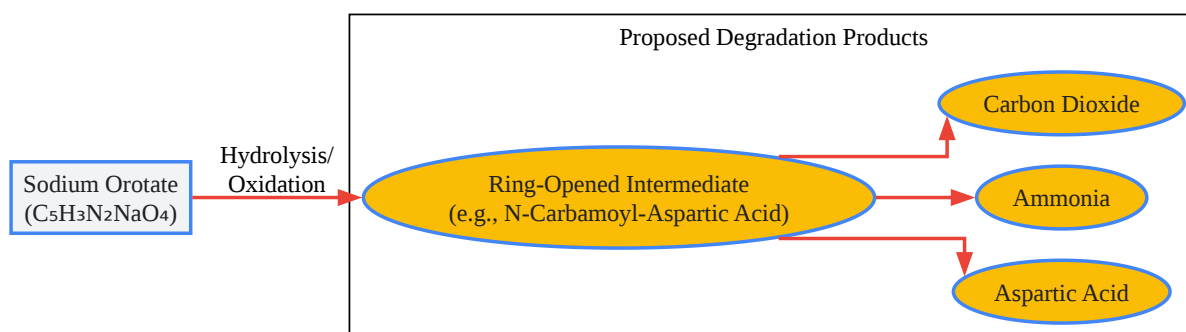 Proposed Degradation Products
Carbon Dioxide
Hydrolysis/
Oxidation
Sodium Orotate
(C₅H₃N₂NaO₄)
Ring-Opened Intermediate
(e.g., N-Carbamoyl-Aspartic Acid)
Ammonia
Aspartic Acid